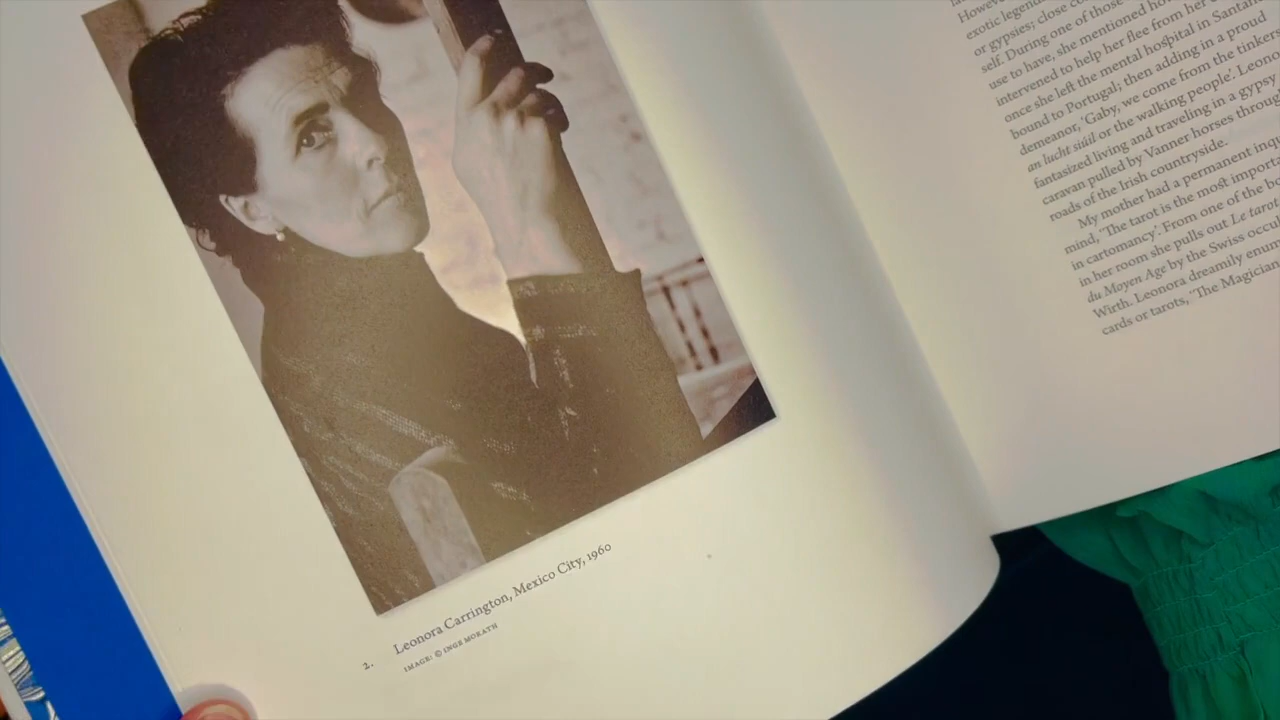 2. Leonora Carrington, Mexico City, 1960
IMAGE: © INGE MORATH
However
exotic legend
or gypsies; close co
self. During one of those
use to have, she mentioned ho
intervened to help her flee from her
once she left the mental hospital in Santan
bound to Portugal; then adding in a proud
demeanor, 'Gaby, we come from the tinkers
an lucht siúil or the walking people'. Leono
fantasized living and traveling in a gypsy
caravan pulled by Vanner horses throug
roads of the Irish countryside.
My mother had a permanent inqu
mind, 'The tarot is the most importa
in cartomancy'. From one of the bo
in her room she pulls out Le tarot
du Moyen Age by the Swiss occu
Wirth. Leonora dreamily enum
cards or tarots, 'The Magician